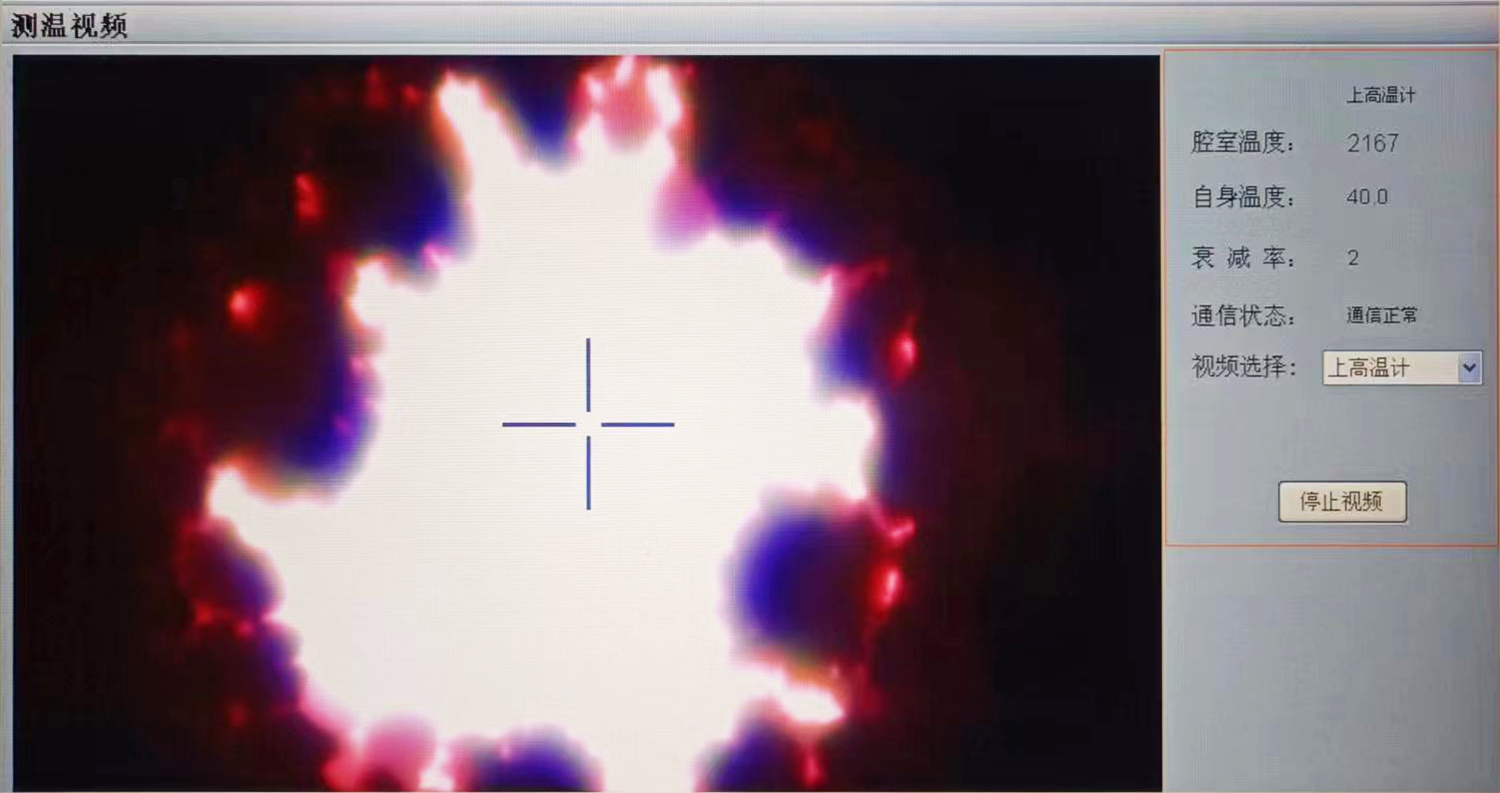 测温视频
上高温计
腔室温度： 2167
自身温度： 40.0
衰 减 率： 2
通信状态： 通信正常
视频选择： 上高温计
停止视频